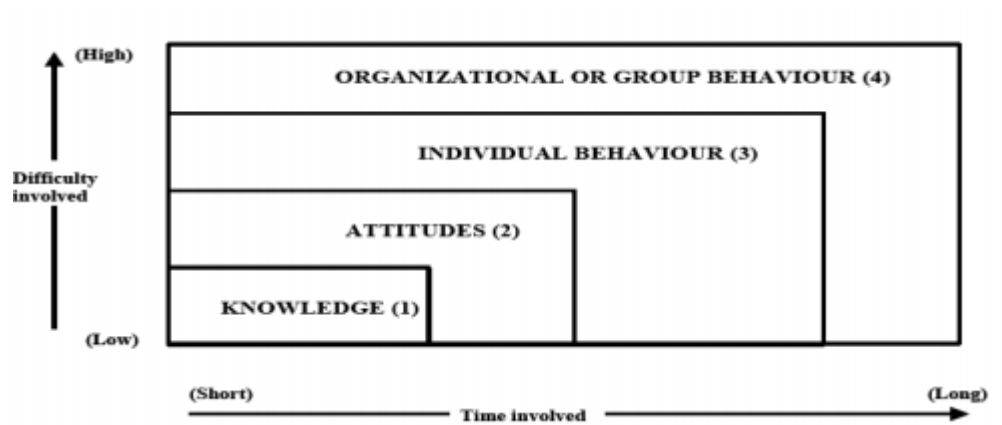 (High)
ORGANIZATIONAL OR GROUP BEHAVIOUR (4)
INDIVIDUAL BEHAVIOUR (3)
Difficulty
involved
ATTITUDES (2)
KNOWLEDGE (1)
(Low)
(Short)
(Long)
Time involved